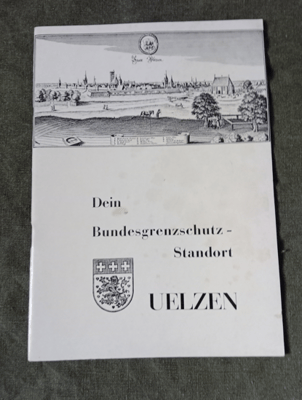 Dein
Bundesgrenzschutz-
Standort
UELZEN